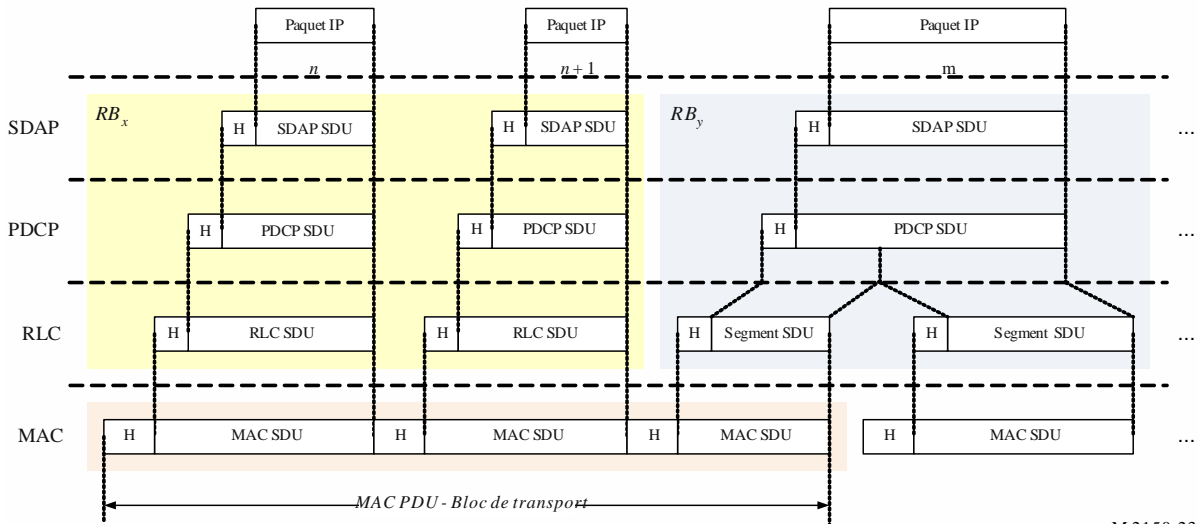 Paquet IP Paquet IP Paquet IP
n n + 1 m
RB_x RB_y
SDAP H SDAP SDU H SDAP SDU H SDAP SDU ...
PDCP H PDCP SDU H PDCP SDU H PDCP SDU ...
RLC H RLC SDU H RLC SDU H Segment SDU H Segment SDU ...
MAC H MAC SDU H MAC SDU H MAC SDU H MAC SDU ...
MAC PDU - Bloc de transport